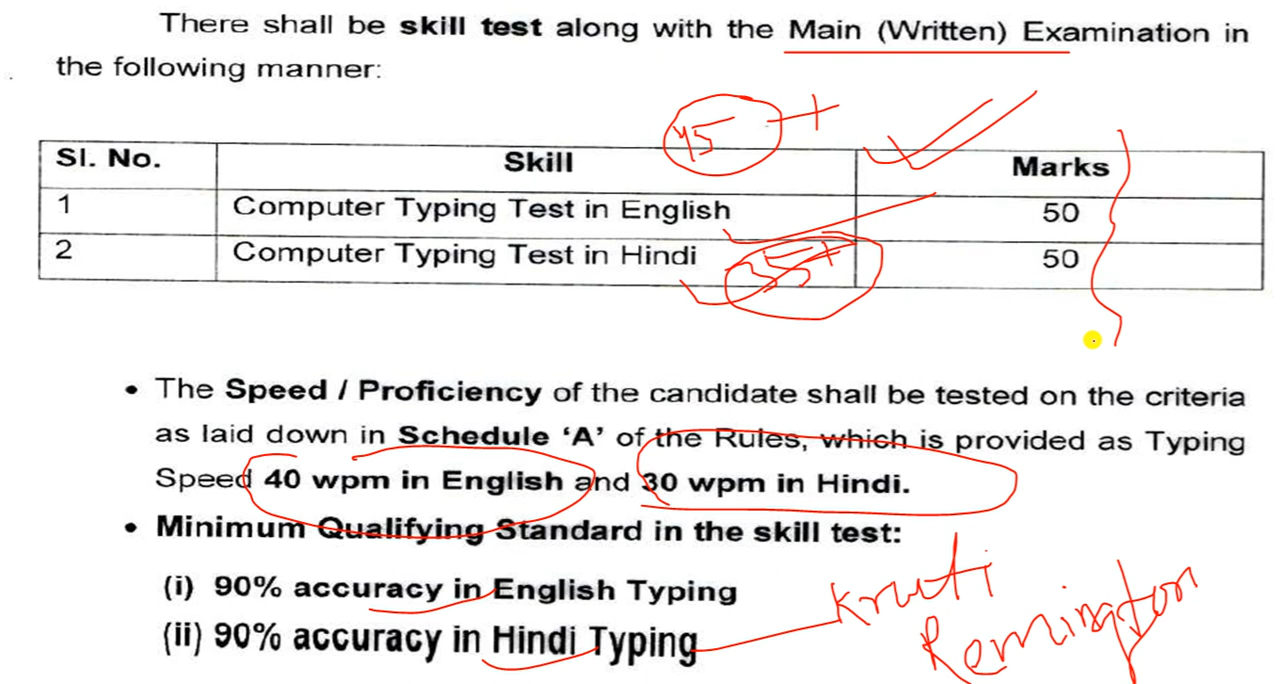 There shall be skill test along with the Main (Written) Examination in
the following manner:
45 +
Sl. No. Skill Marks
1 Computer Typing Test in English 50
2 Computer Typing Test in Hindi 35+ 50
• The Speed / Proficiency of the candidate shall be tested on the criteria
as laid down in Schedule ‘A’ of the Rules, which is provided as Typing
Speed 40 wpm in English and 30 wpm in Hindi.
• Minimum Qualifying Standard in the skill test:
(i) 90% accuracy in English Typing
(ii) 90% accuracy in Hindi Typing
Kruti
Remington